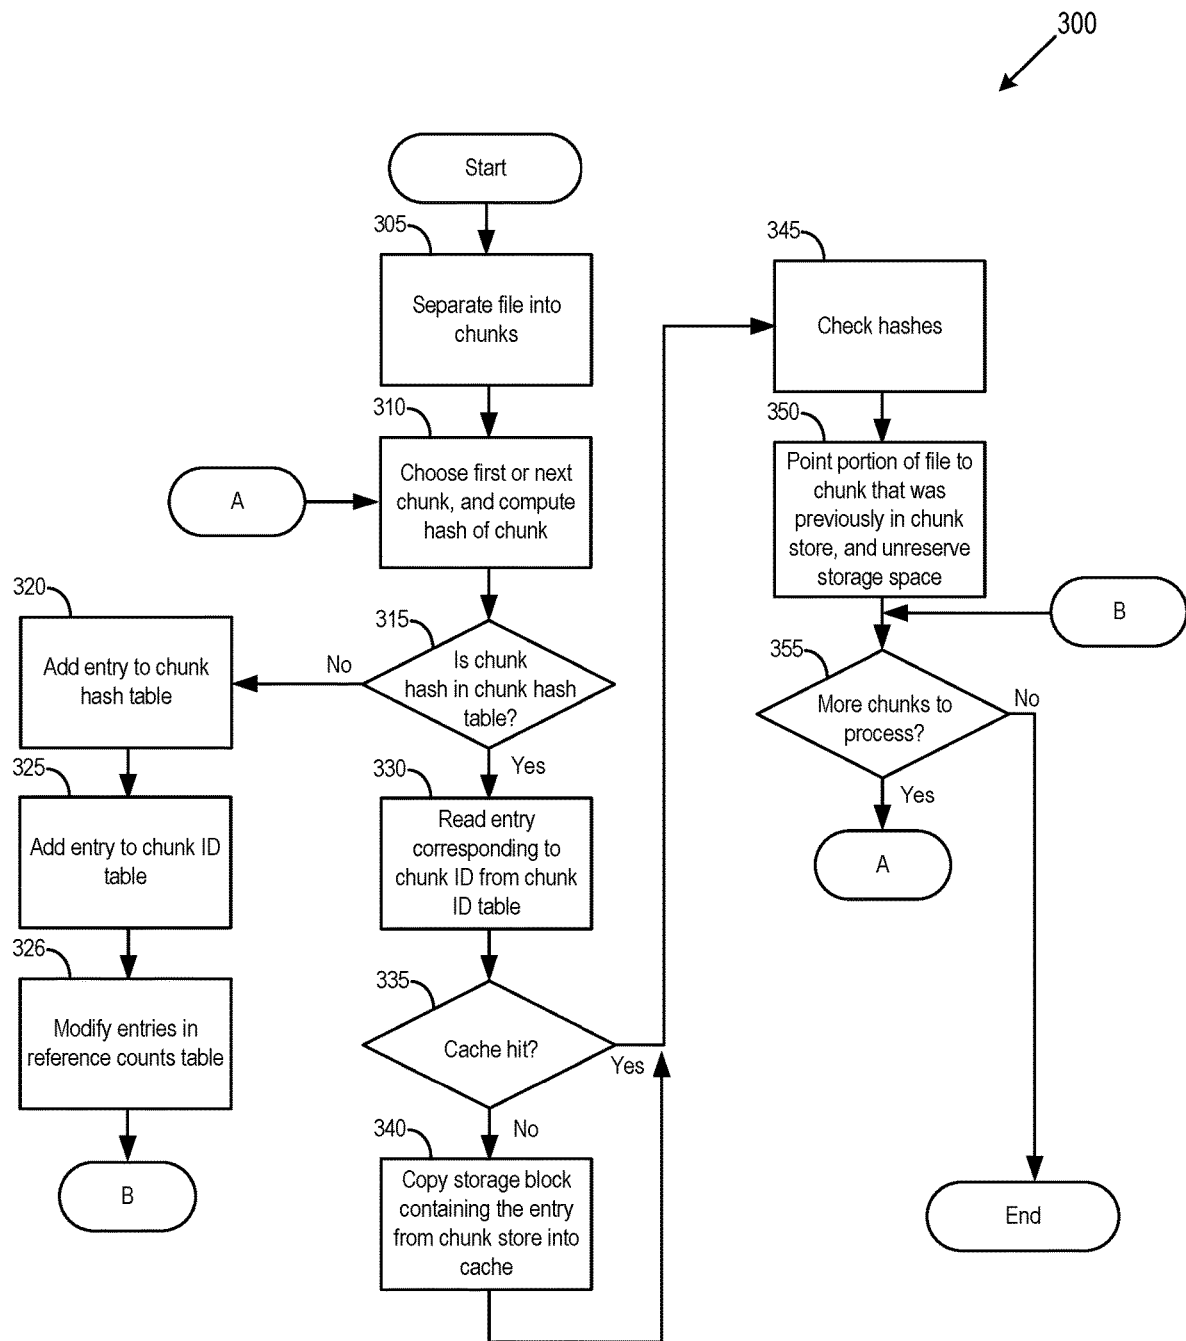 300
Start
305
Separate file into
chunks
310
Choose first or next
chunk, and compute
hash of chunk
A
315
Is chunk
hash in chunk hash
table?
No
Yes
320
Add entry to chunk
hash table
325
Add entry to chunk ID
table
326
Modify entries in
reference counts table
B
330
Read entry
corresponding to
chunk ID from chunk
ID table
335
Cache hit?
Yes
No
340
Copy storage block
containing the entry
from chunk store into
cache
345
Check hashes
350
Point portion of file to
chunk that was
previously in chunk
store, and unreserve
storage space
B
355
More chunks to
process?
No
Yes
A
End